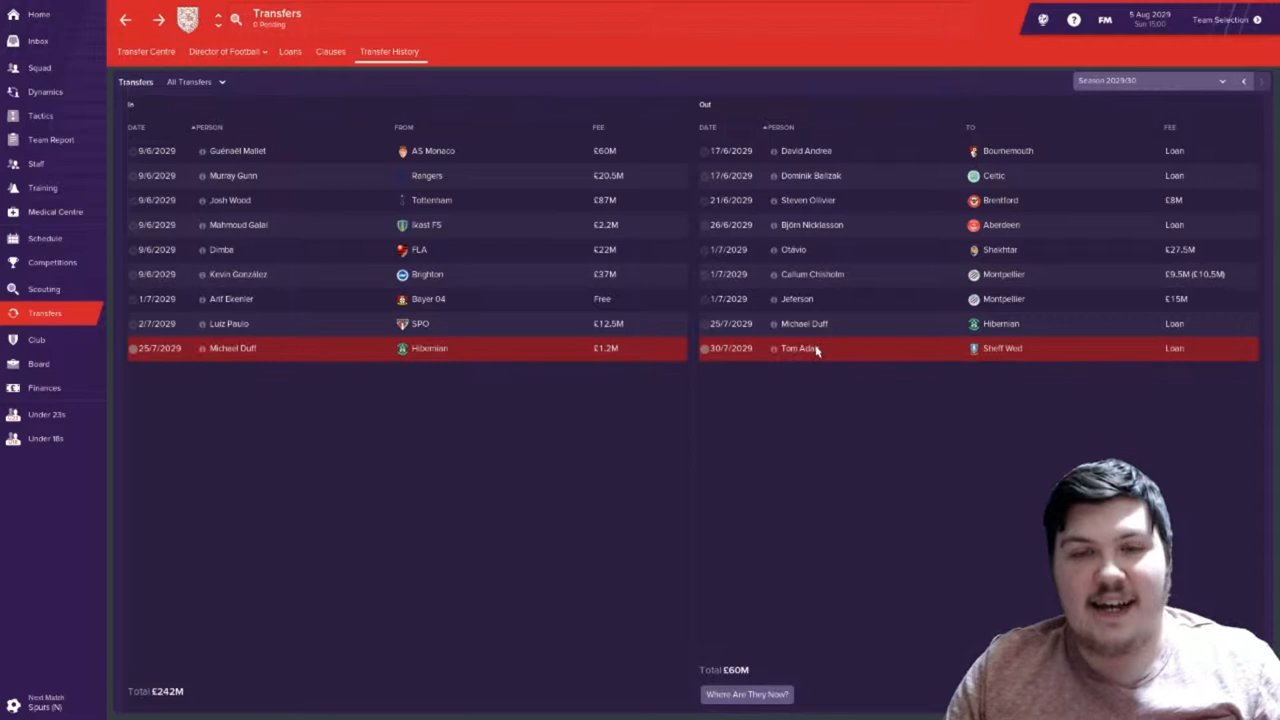 Home
Inbox
Squad
Dynamics
Tactics
Team Report
Staff
Training
Medical Centre
Schedule
Competitions
Scouting
Transfers
Club
Board
Finances
Under 23s
Under 18s
Next Match
Spurs (N)
Transfers
0 Pending
FM
5 Aug 2029
Sun 15:00
Team Selection
Transfer Centre Director of Football Loans Clauses Transfer History
Transfers All Transfers
Season 2029/30
In
DATE PERSON FROM FEE
9/6/2029 Guénaël Mallet AS Monaco £60M
9/6/2029 Murray Gunn Rangers £20.5M
9/6/2029 Josh Wood Tottenham £87M
9/6/2029 Mahmoud Galal Ikast FS £2.2M
9/6/2029 Dimba FLA £22M
9/6/2029 Kevin González Brighton £37M
1/7/2029 Arif Bayer 04 Free
2/7/2029 Luiz Paulo SPO £12.5M
25/7/2029 Michael Duff Hibernian £1.2M
Total £242M
Out
DATE PERSON TO FEE
17/6/2029 David Andrea Bournemouth Loan
17/6/2029 Dominik Celtic Loan
21/6/2029 Steven Ollivier Brentford £8M
26/6/2029 Björn Nicklasson Aberdeen Loan
1/7/2029 Otávio Shakhtar £27.5M
1/7/2029 Callum Chisholm Montpellier £9.5M (£10.5M)
1/7/2029 Jeferson Montpellier £15M
25/7/2029 Michael Duff Hibernian Loan
30/7/2029 Tom Sheff Wed Loan
Total £60M
Where Are They Now?